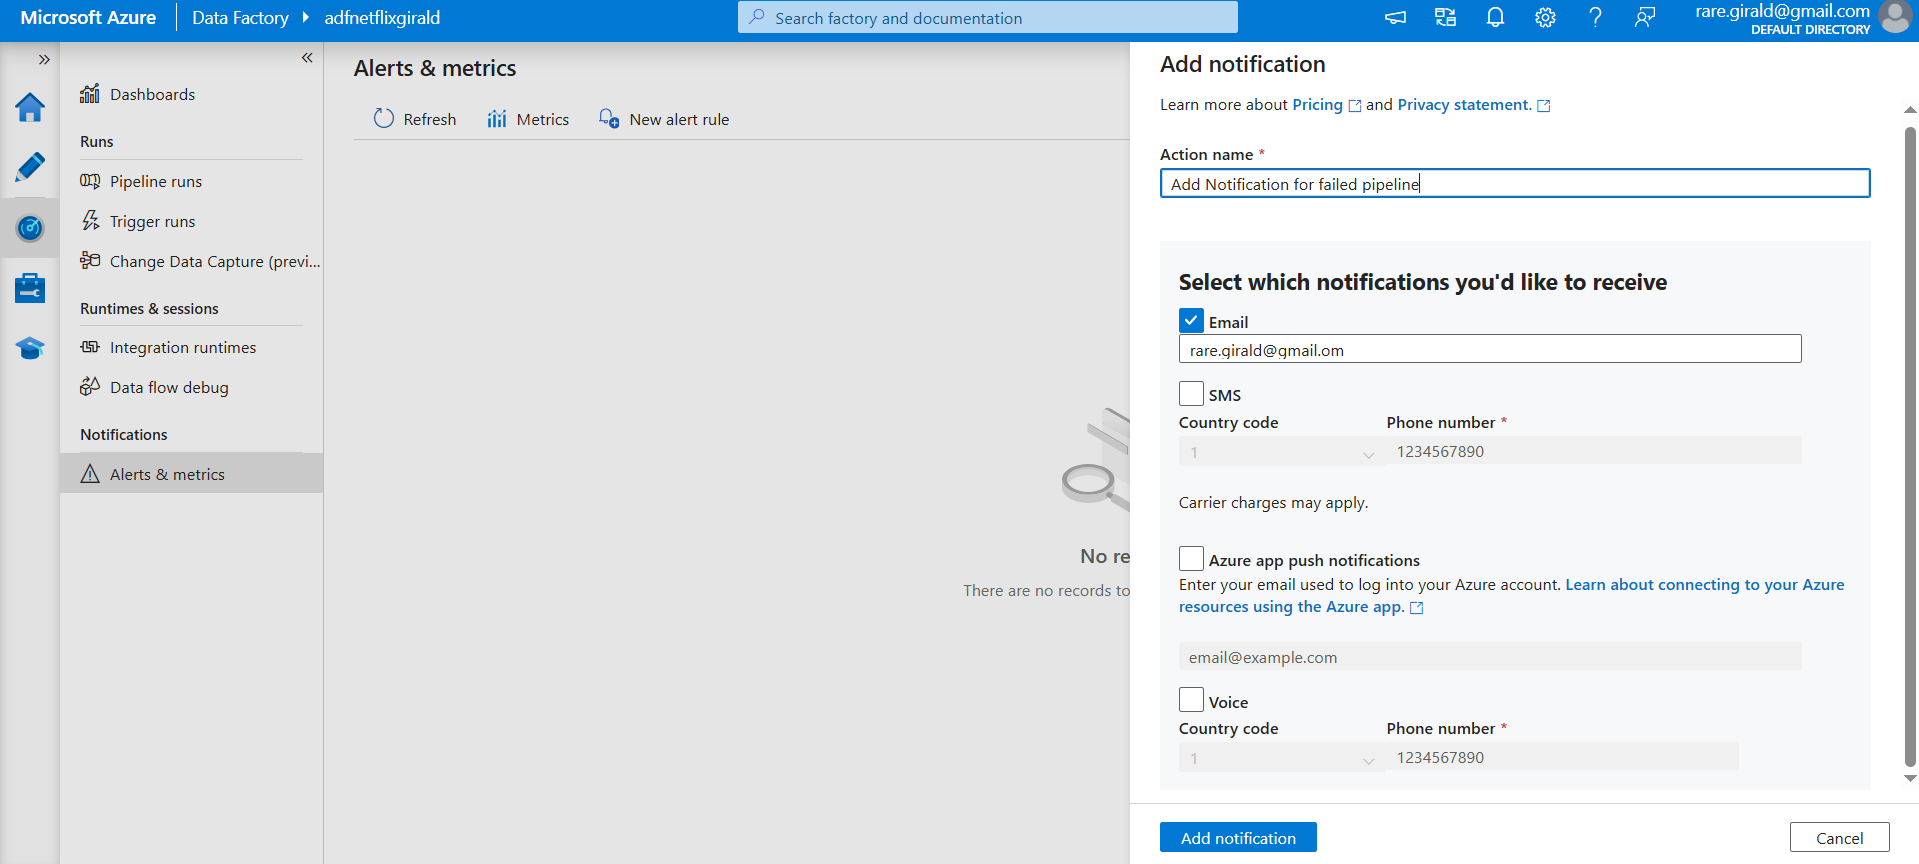 Microsoft Azure
Data Factory
adfnetflixgirald
Search factory and documentation
rare.girald@gmail.com
DEFAULT DIRECTORY
Dashboards
Runs
Pipeline runs
Trigger runs
Change Data Capture (previ...
Runtimes & sessions
Integration runtimes
Data flow debug
Notifications
Alerts & metrics
Alerts & metrics
Refresh
Metrics
New alert rule
No re
There are no records to
Add notification
Learn more about Pricing and Privacy statement.
Action name *
Add Notification for failed pipeline
Select which notifications you'd like to receive
Email
rare.girald@gmail.om
SMS
Country code
Phone number *
1
1234567890
Carrier charges may apply.
Azure app push notifications
Enter your email used to log into your Azure account. Learn about connecting to your Azure
resources using the Azure app.
email@example.com
Voice
Country code
Phone number *
1
1234567890
Add notification
Cancel